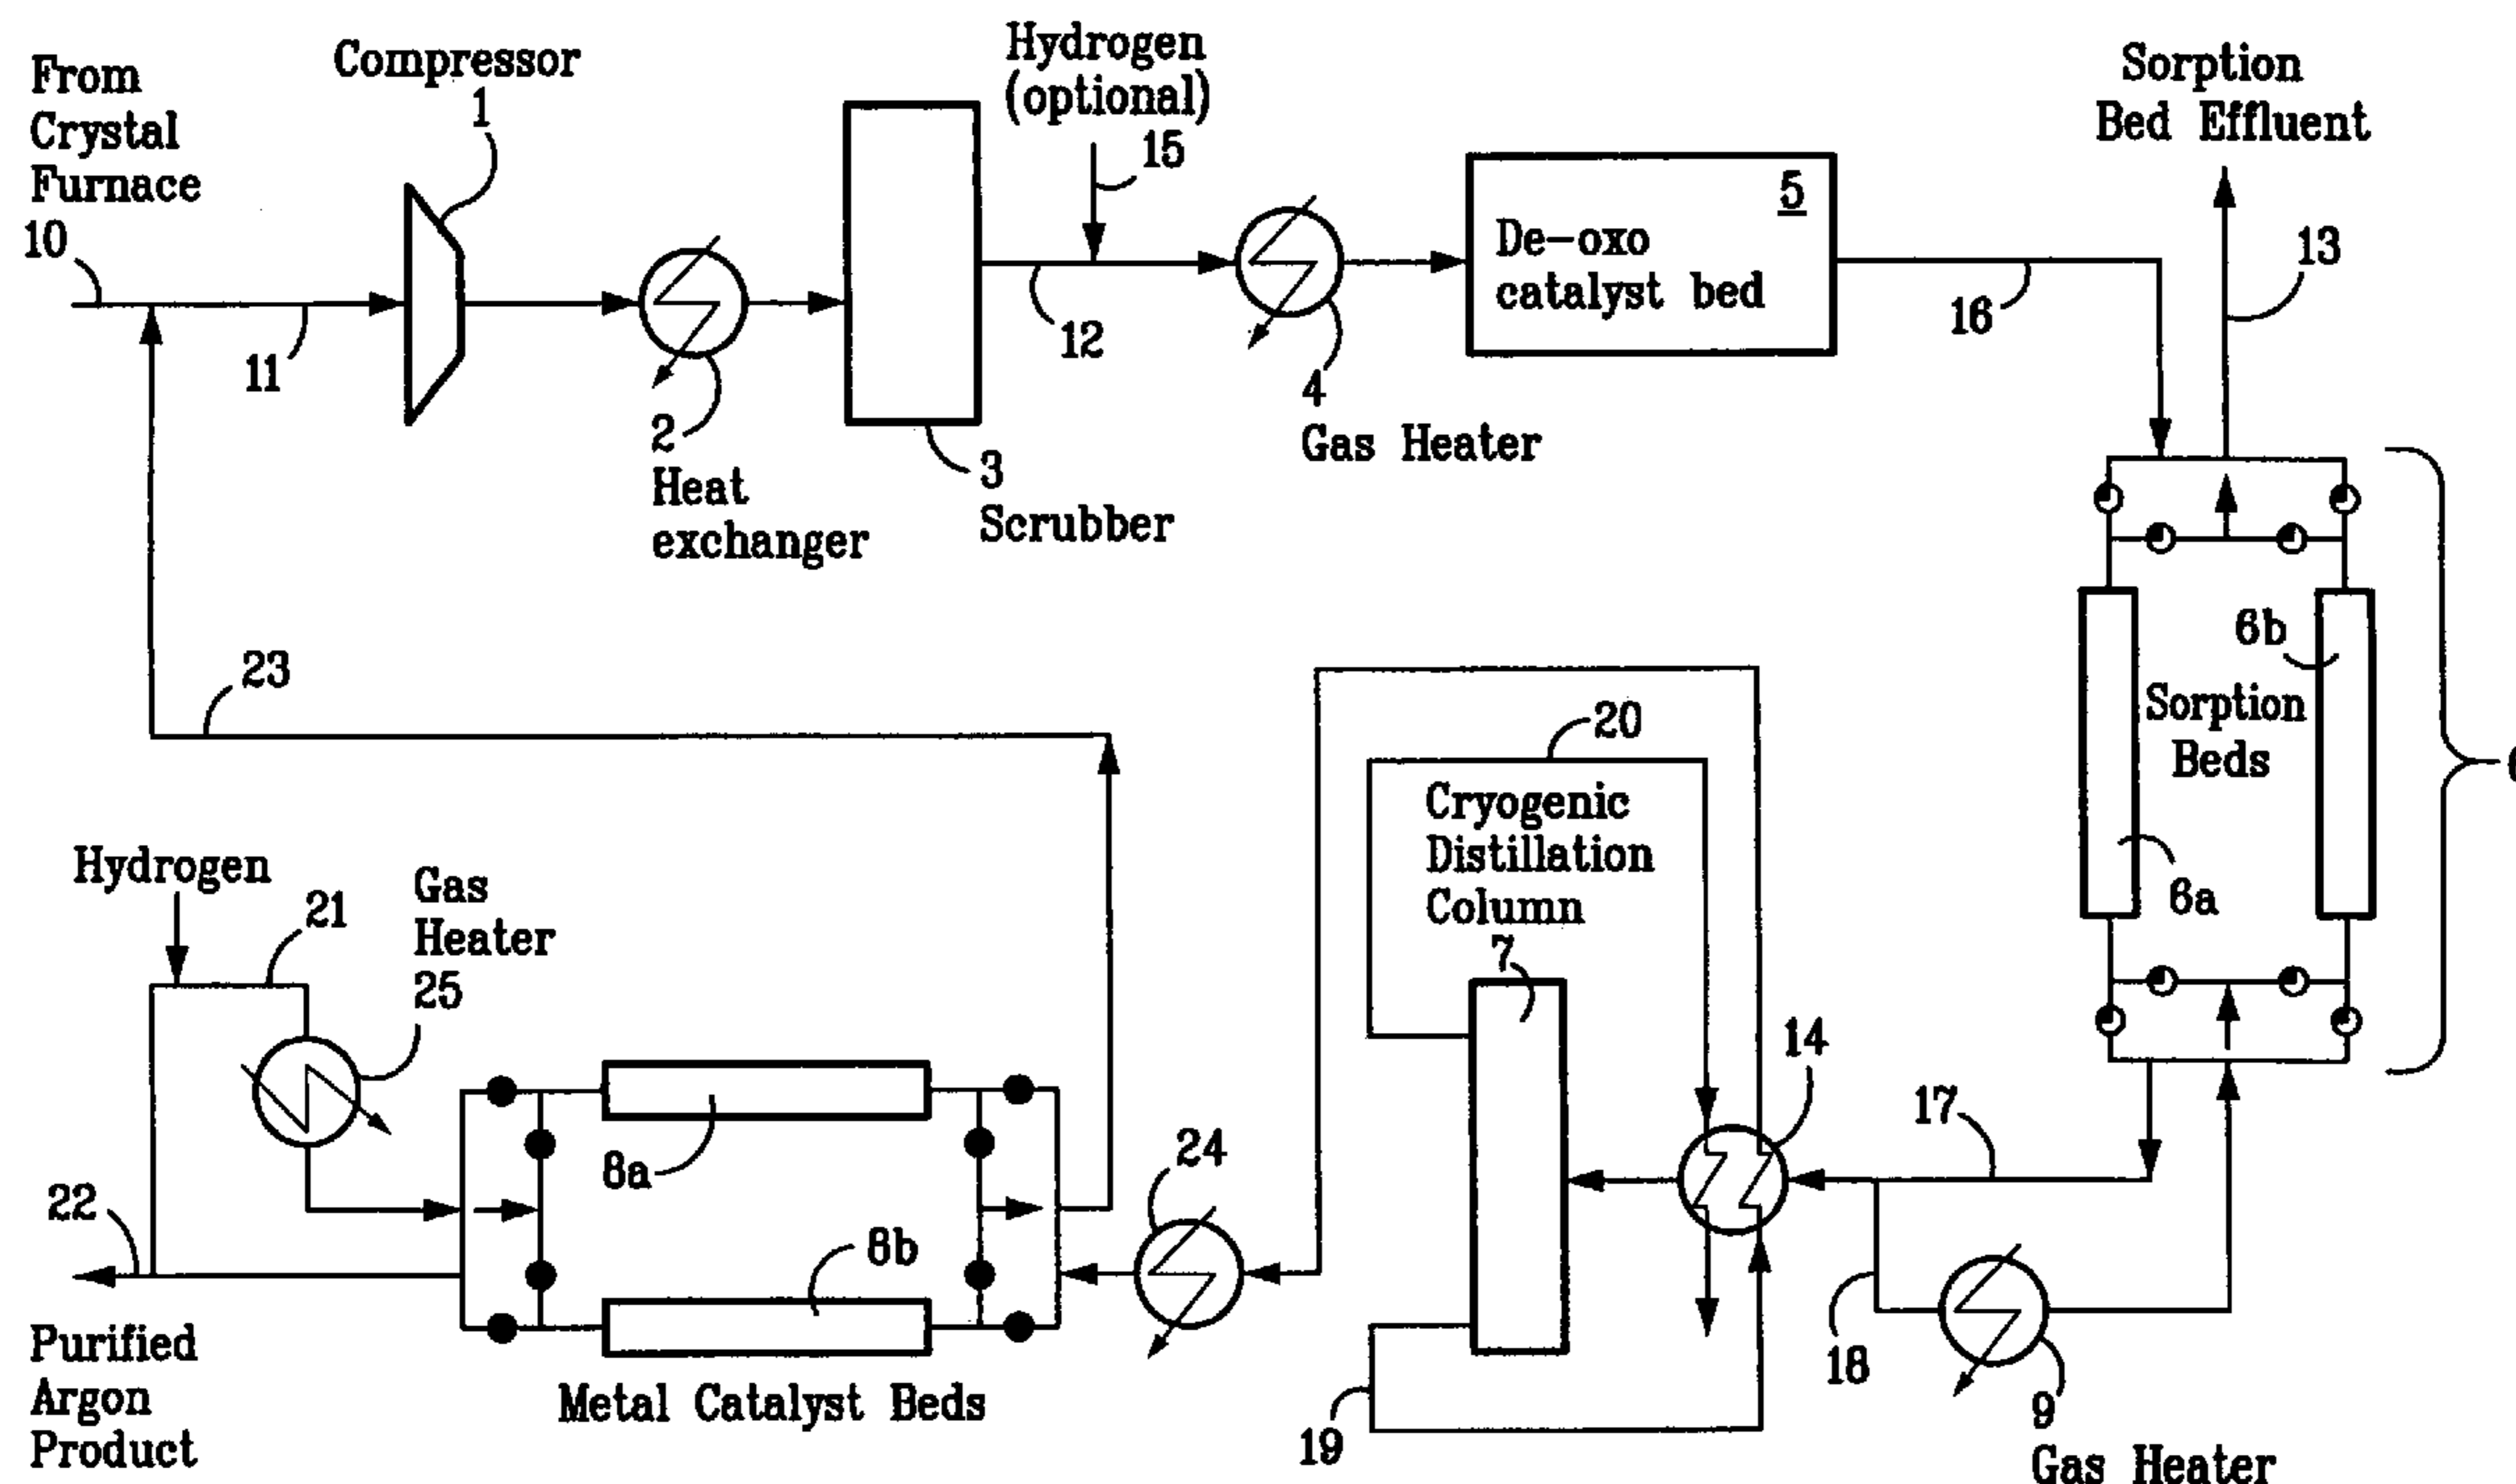 From
Crystal
Furnace
10
Compressor
1
Hydrogen
(optional)
15
Sorption
Bed Effluent
13
11
2
Heat
exchanger
3
Scrubber
12
4
Gas Heater
5
De-oxo
catalyst bed
16
6b
Sorption
Beds
6a
23
20
Cryogenic
Distillation
Column
7
14
17
Hydrogen
21
Gas
Heater
25
22
8a
8b
24
18
9
Gas Heater
19
Purified
Argon
Product
Metal Catalyst Beds